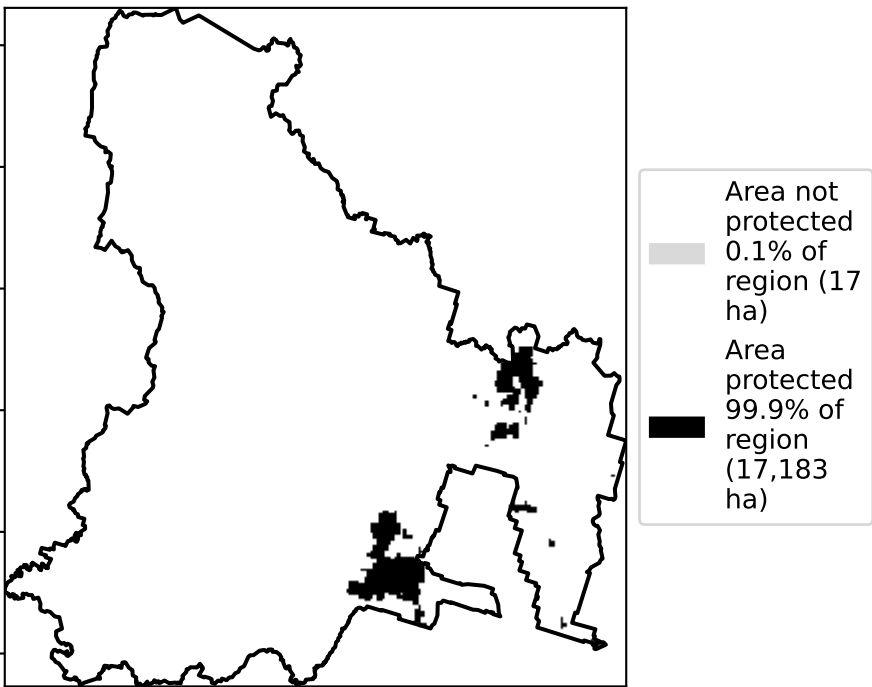 Area not
protected
0.1% of
region (17
ha)
Area
protected
99.9% of
region
(17,183
ha)